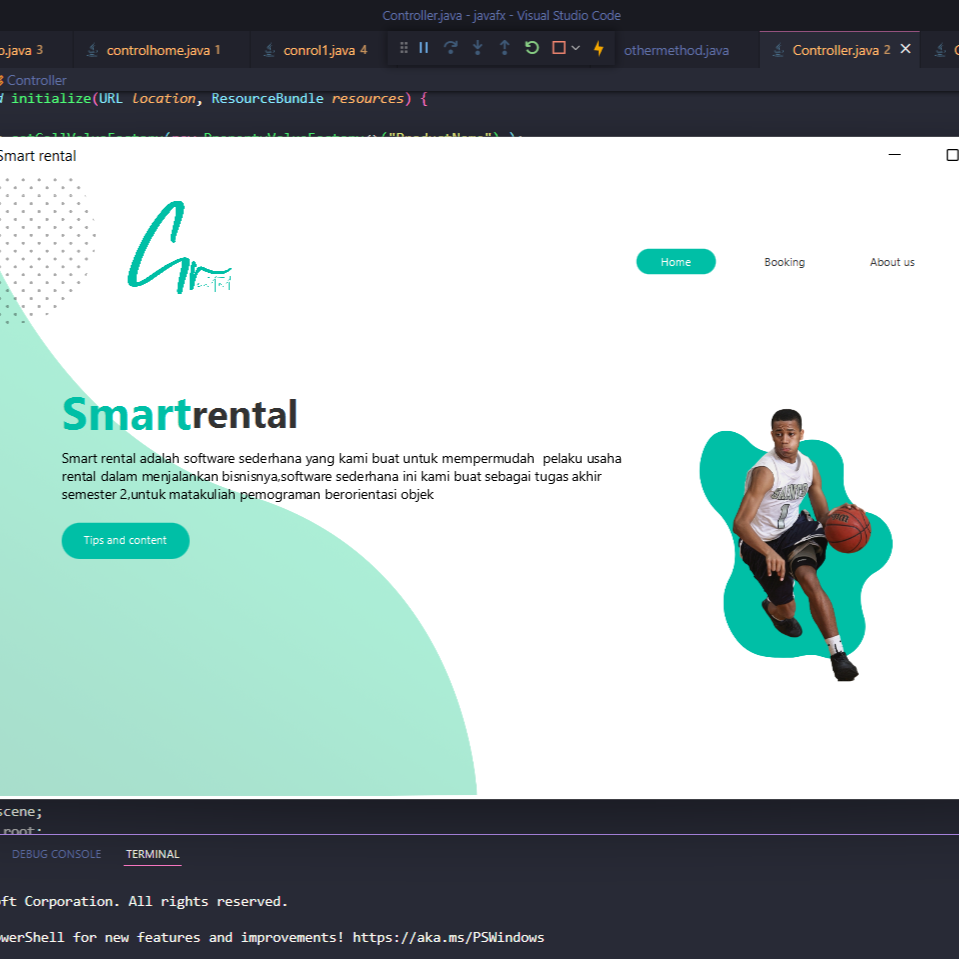 Controller.java - javafx - Visual Studio Code
.java 3
controlhome.java 1
conrol1.java 4
othermethod.java
Controller.java 2
Controller
initialize(URL location, ResourceBundle resources) {
Smart rental
Home
Booking
About us
Smartrental
Smart rental adalah software sederhana yang kami buat untuk mempermudah pelaku usaha
rental dalam menjalankan bisnisnya,software sederhana ini kami buat sebagai tugas akhir
semester 2,untuk matakuliah pemograman berorientasi objek
Tips and content
scene;
root;
DEBUG CONSOLE
TERMINAL
ft Corporation. All rights reserved.
werShell for new features and improvements! https://aka.ms/PSWindows